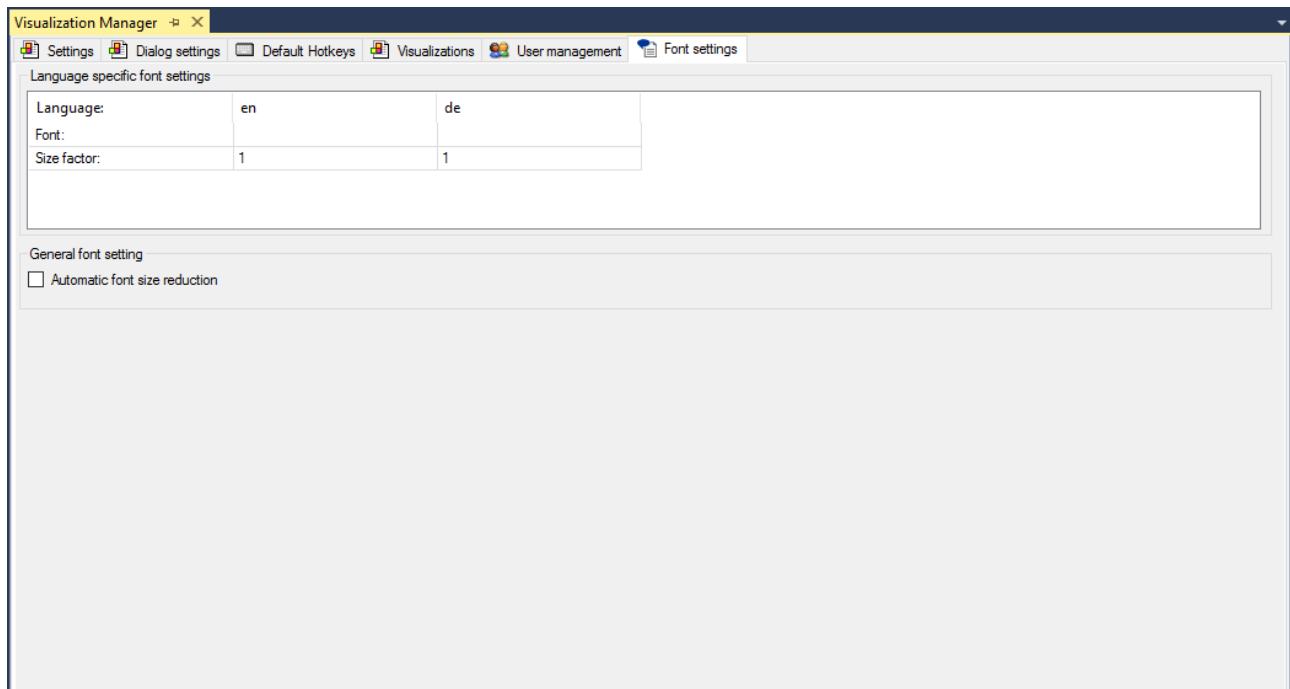 Visualization Manager
Settings Dialog settings Default Hotkeys Visualizations User management Font settings
Language specific font settings
Language: en de
Font:
Size factor: 1 1
General font setting
Automatic font size reduction